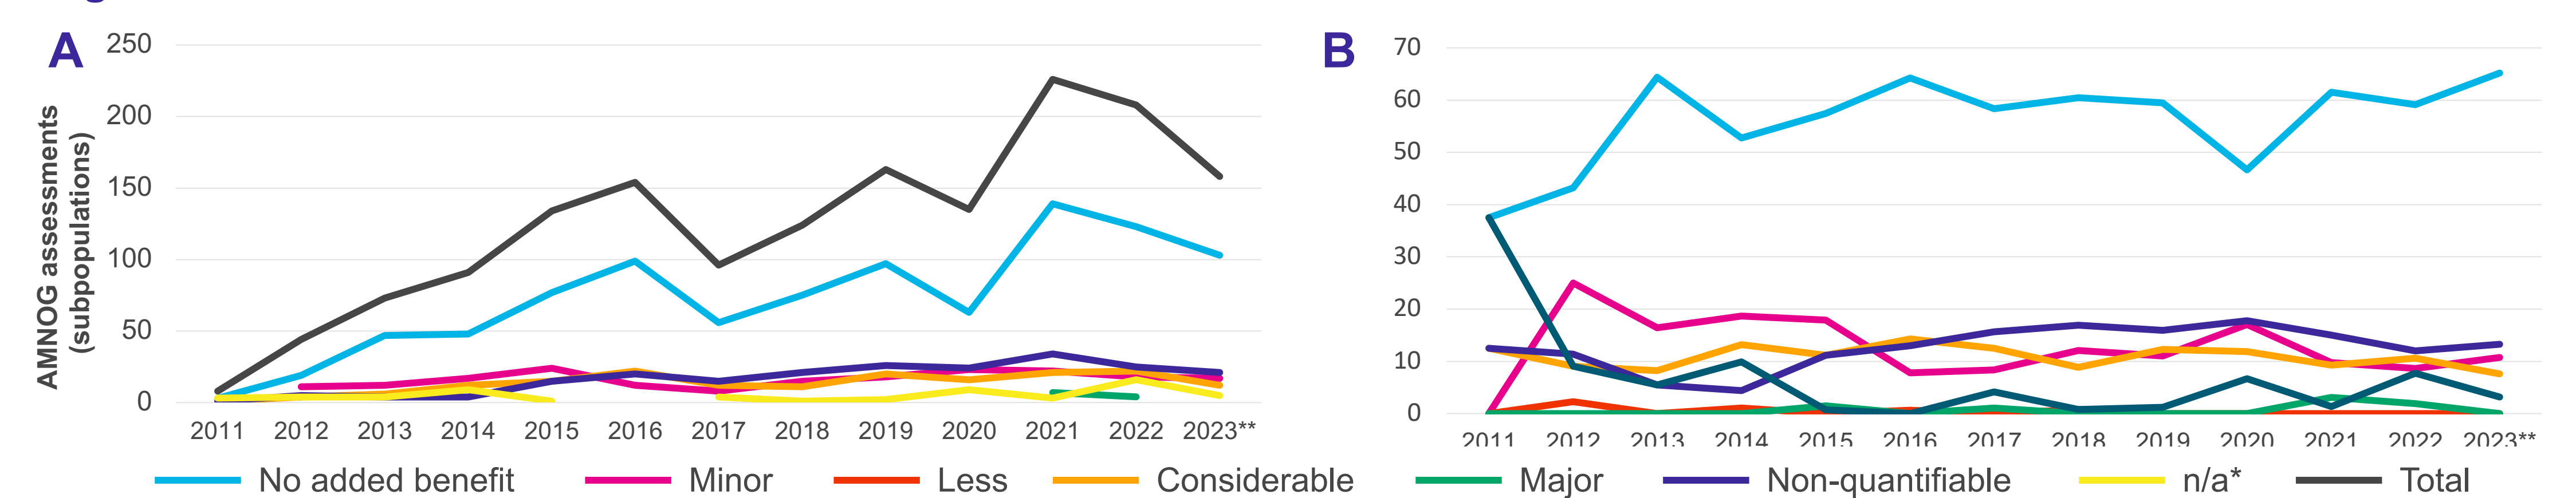 A
250
200
150
100
50
0
AMNOG assessments
(subpopulations)
2011 2012 2013 2014 2015 2016 2017 2018 2019 2020 2021 2022 2023**
B
70
60
50
40
30
20
10
0
2011 2012 2013 2014 2015 2016 2017 2018 2019 2020 2021 2022 2023**
No added benefit Minor Less Considerable Major Non-quantifiable n/a* Total